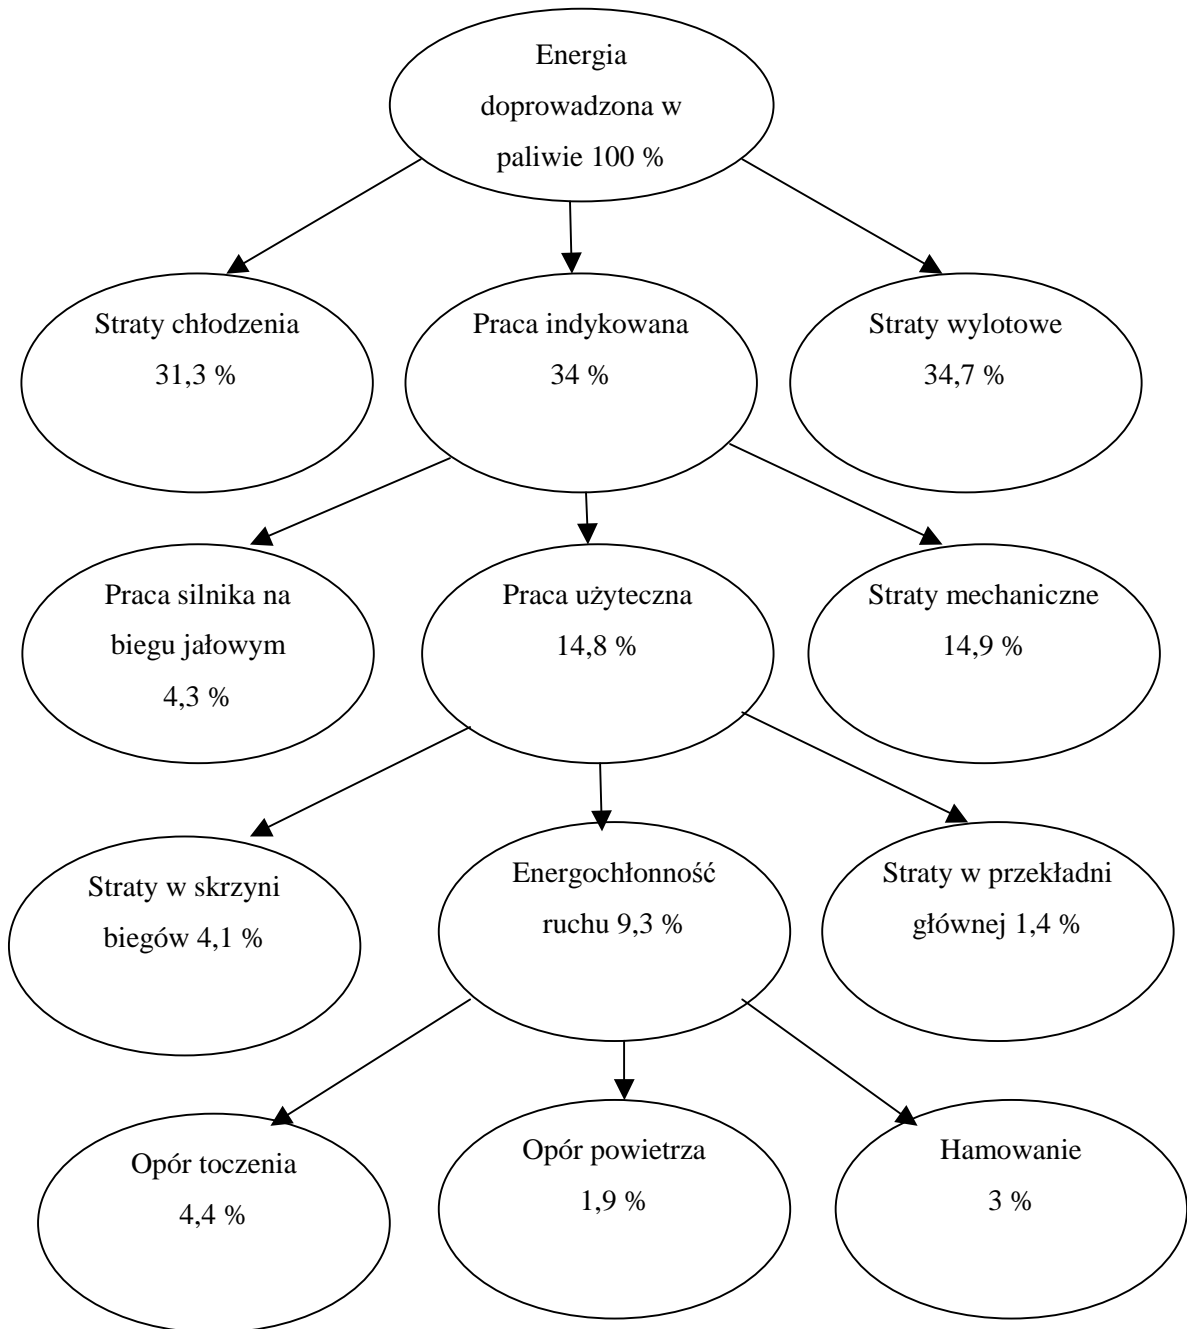 Energia
doprowadzona w
paliwie 100 %
Straty chłodzenia
31,3 %
Praca indykowana
34 %
Straty wylotowe
34,7 %
Praca silnika na
biegu jałowym
4,3 %
Praca użyteczna
14,8 %
Straty mechaniczne
14,9 %
Straty w skrzyni
biegów 4,1 %
Energochłonność
ruchu 9,3 %
Straty w przekładni
głównej 1,4 %
Opór toczenia
4,4 %
Opór powietrza
1,9 %
Hamowanie
3 %